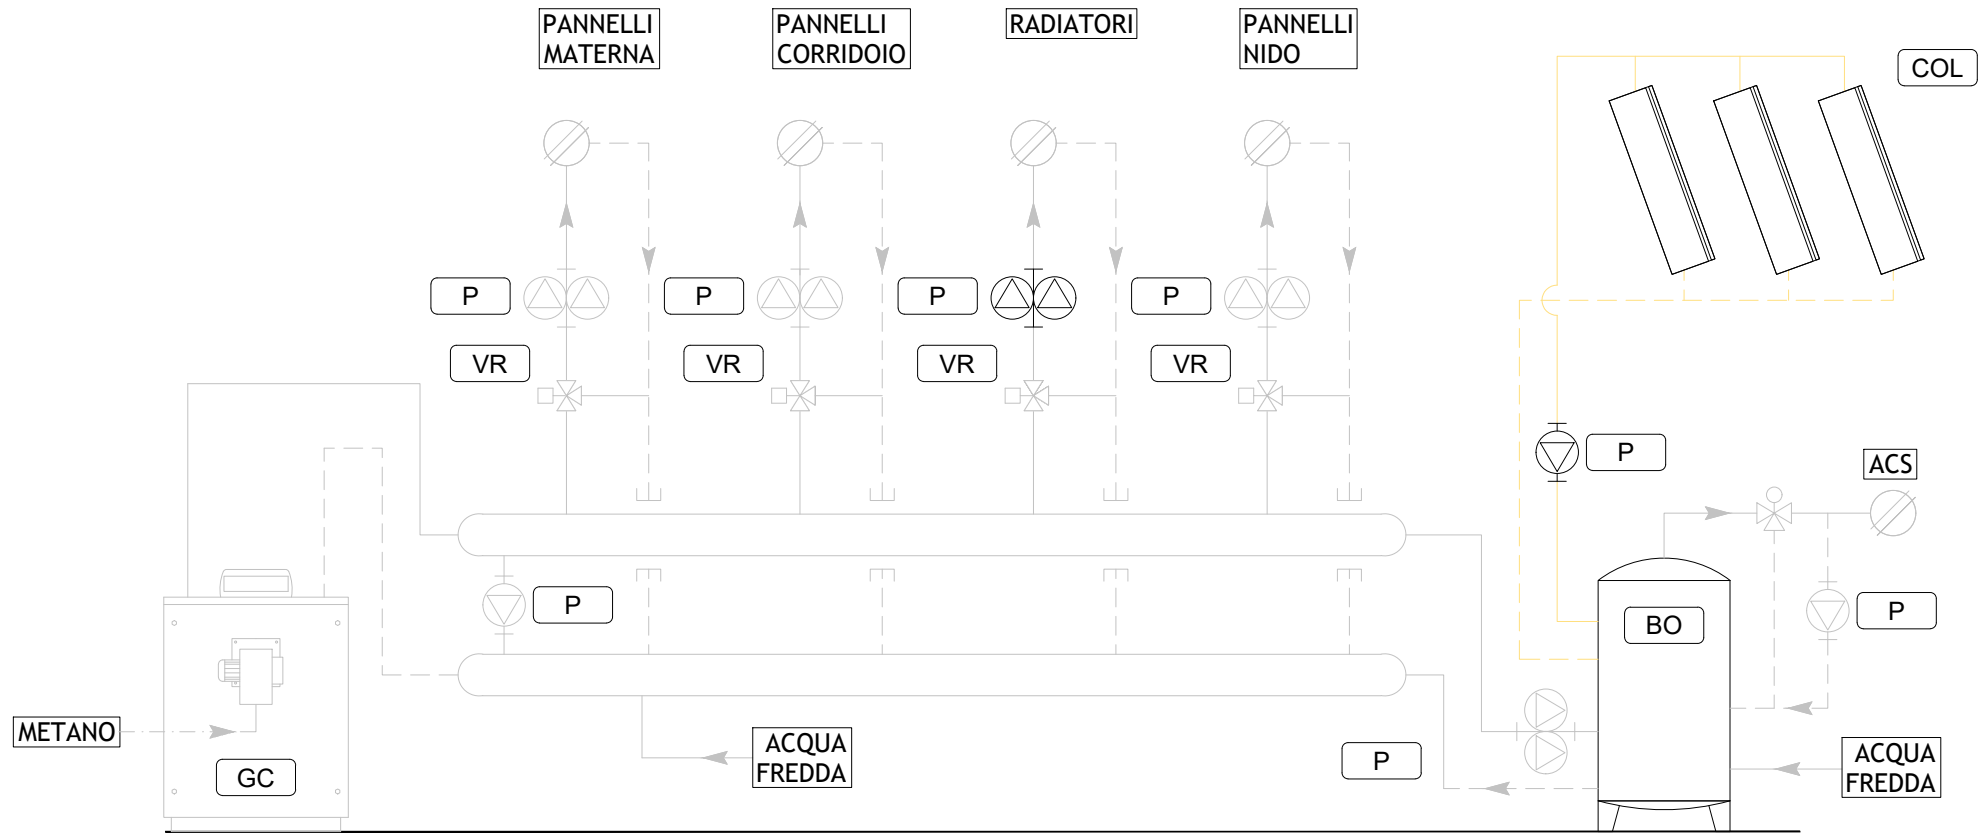 PANNELLI
MATERNA
PANNELLI
CORRIDOIO
RADIATORI
PANNELLI
NIDO
COL
P
P
P
P
VR
VR
VR
VR
P
ACS
P
BO
P
METANO
GC
ACQUA
FREDDA
P
ACQUA
FREDDA